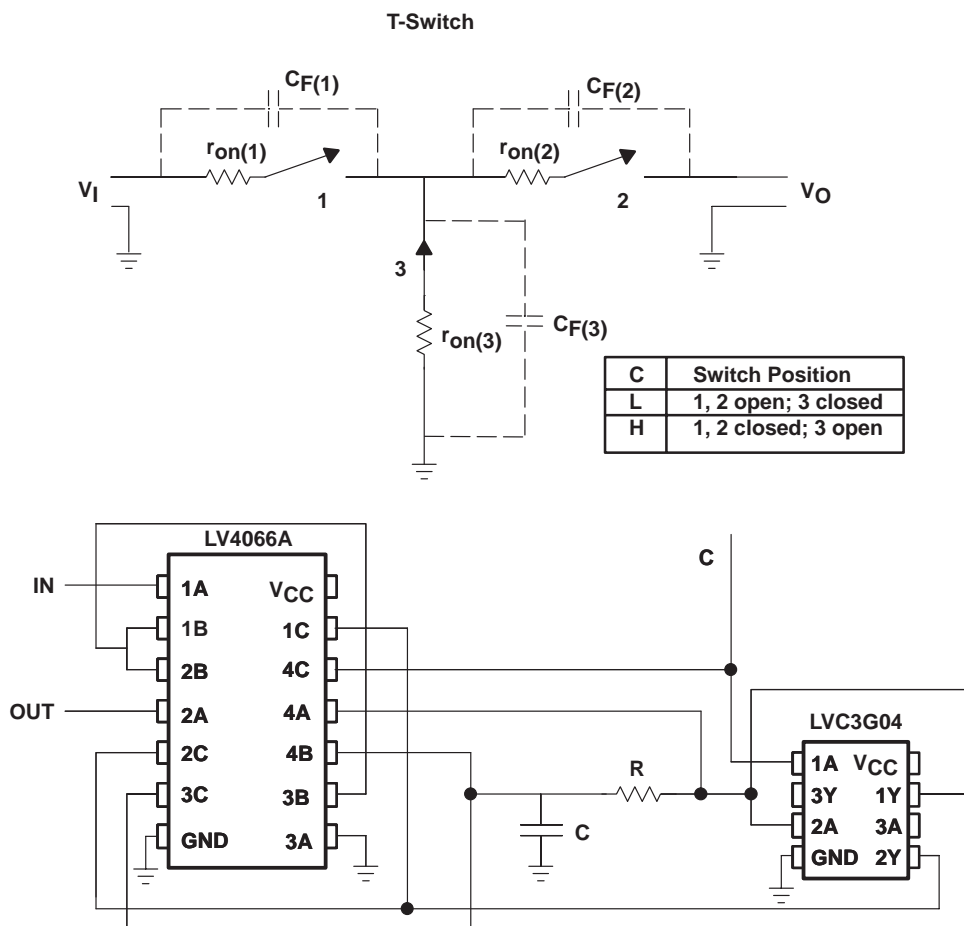 T-Switch
CF(1)
CF(2)
ron(1)
ron(2)
VI
1
2
VO
3
ron(3)
CF(3)
C Switch Position
L 1, 2 open; 3 closed
H 1, 2 closed; 3 open
LV4066A
C
IN
1A
VCC
1B
1C
2B
4C
OUT
2A
4A
LVC3G04
2C
4B
R
1A
VCC
3C
3B
3Y
1Y
C
2A
3A
GND
3A
GND
2Y